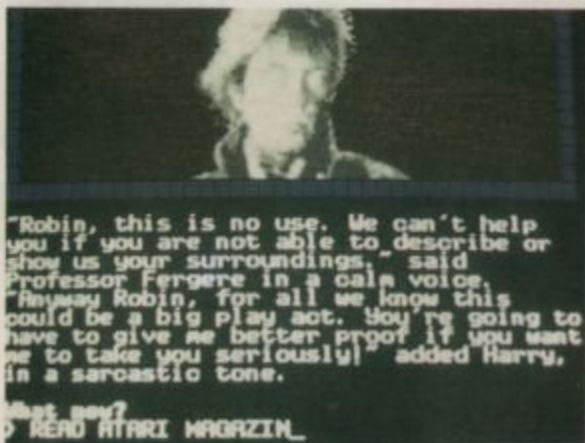 "Robin, this is no use. We can't help
you if you are not able to describe or
show us your surroundings," said
Professor Fergere in a calm voice.
"Anyway Robin, for all we know this
could be a big play act. You're going to
have to give me better proof if you want
me to take you seriously!" added Harry,
in a sarcastic tone.
What now?
> READ ATARI MAGAZIN_